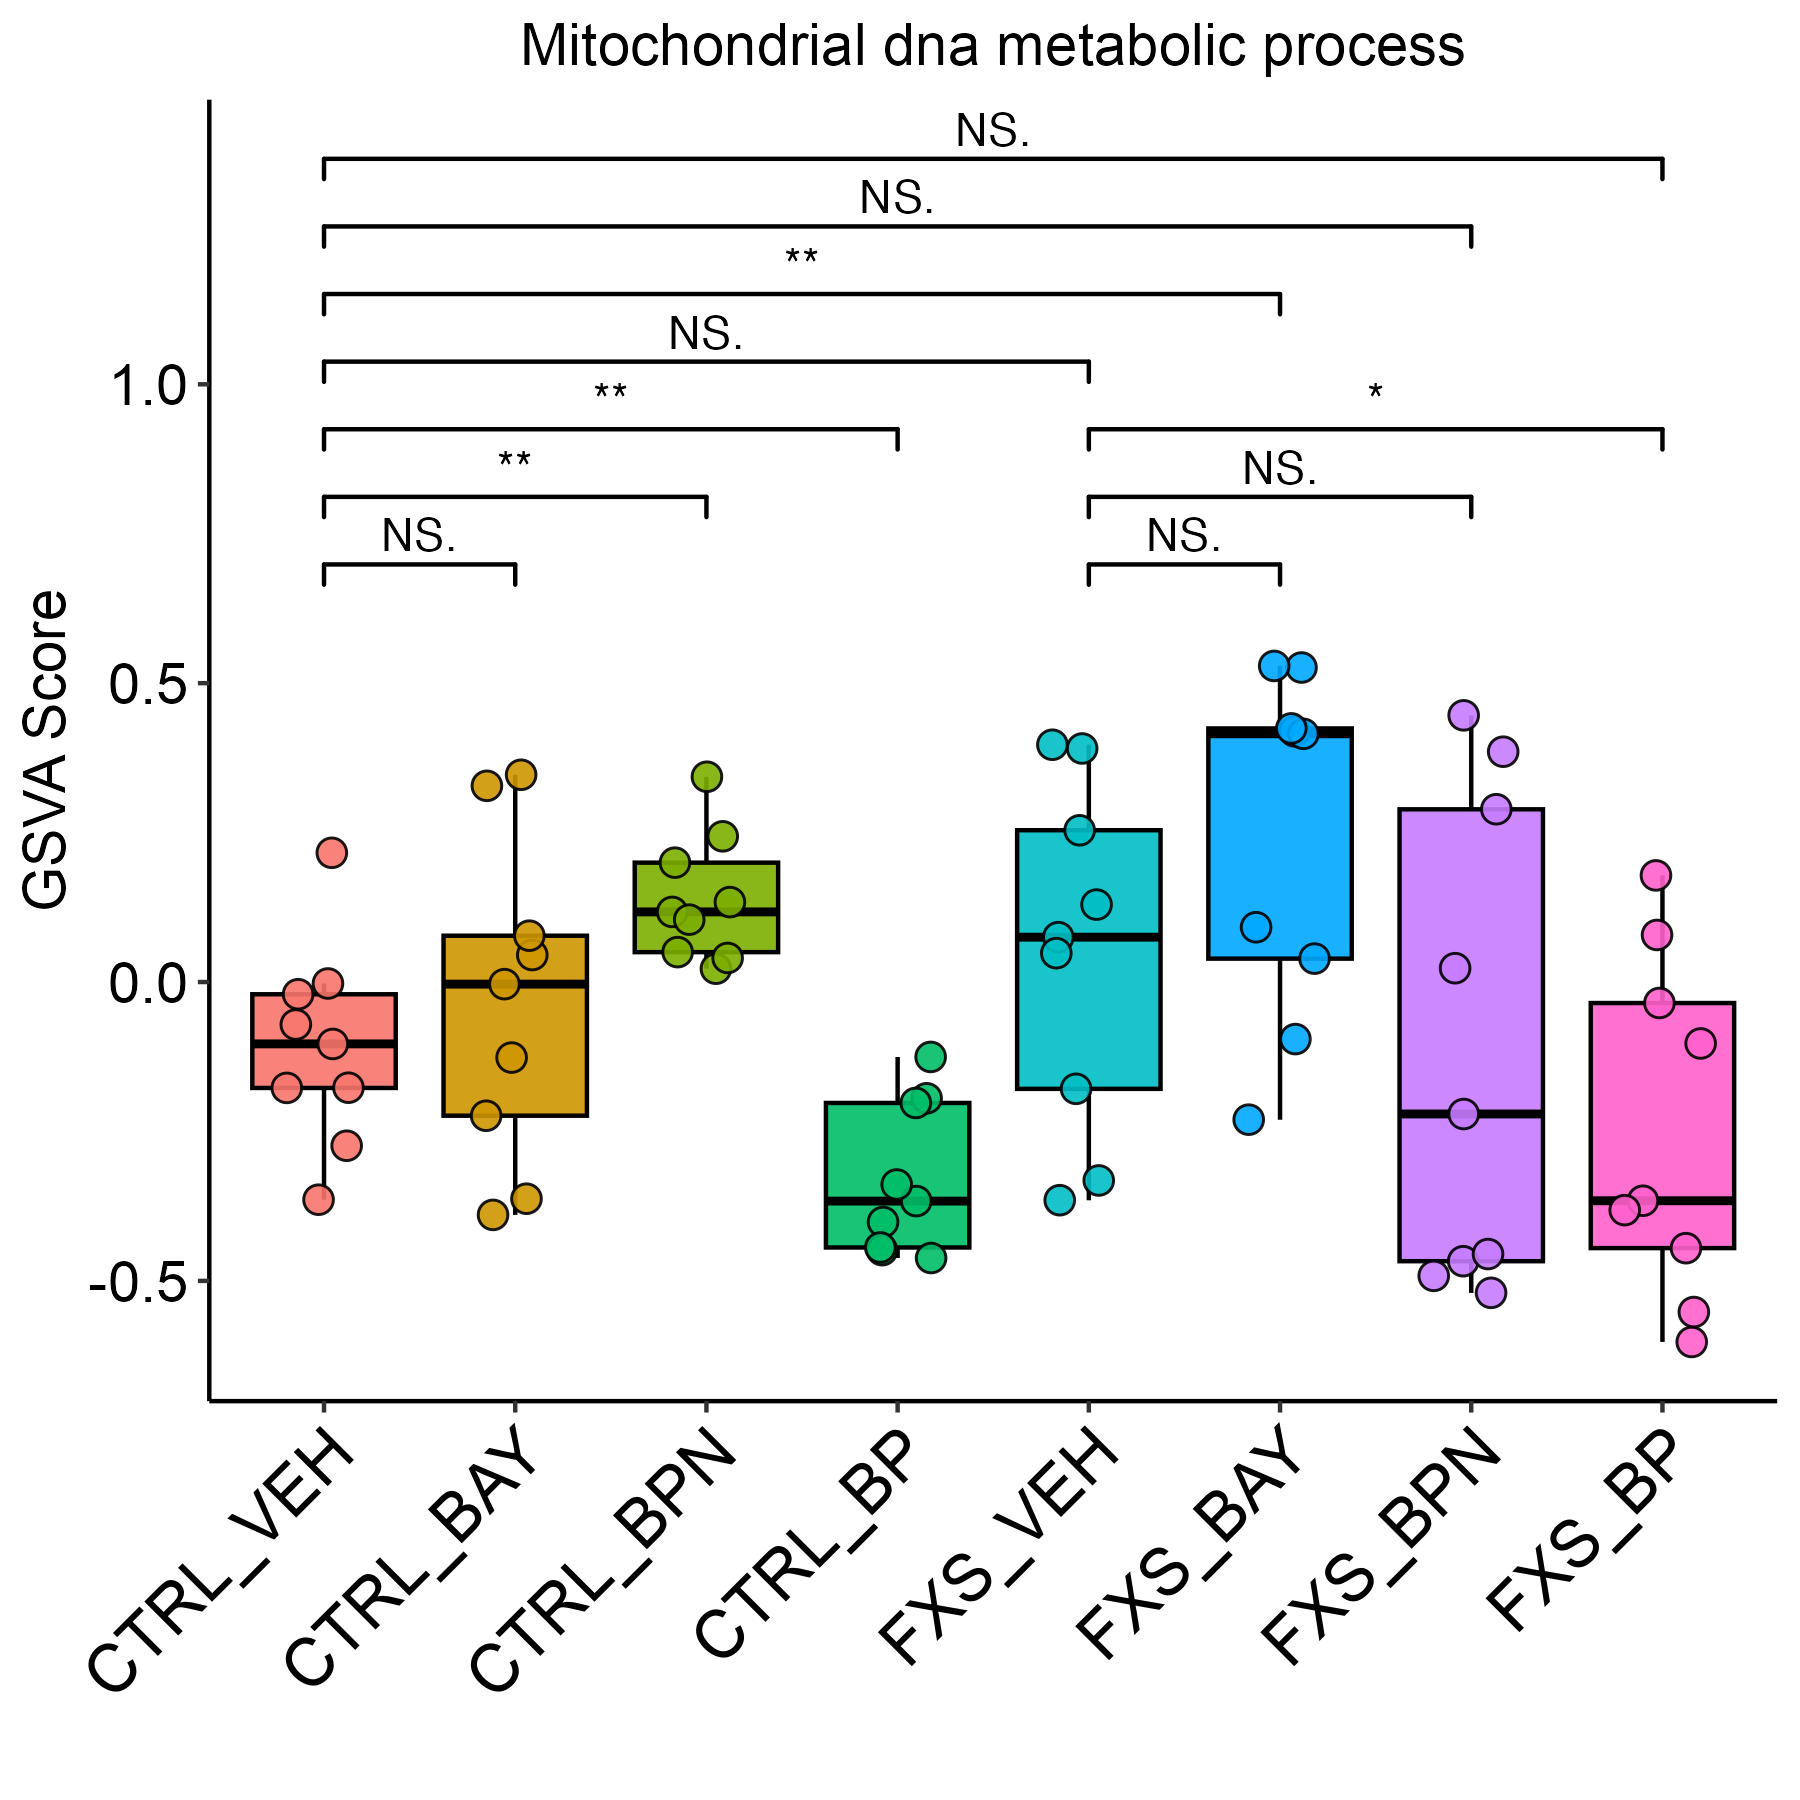 Mitochondrial dna metabolic process
NS.
NS.
**
NS.
** *
** NS.
NS. NS.
GSVA Score
1.0
0.5
0.0
-0.5
CTRL_VEH
CTRL_BAY
CTRL_BPN
CTRL_BP
FXS_VEH
FXS_BAY
FXS_BPN
FXS_BP